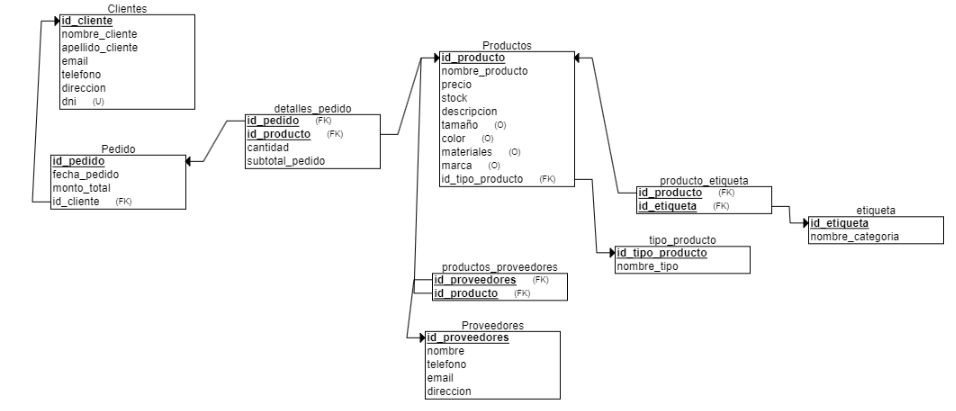 Clientes
id_cliente
nombre_cliente
apellido_cliente
email
telefono
direccion
dni (U)
Pedido
id_pedido
fecha_pedido
monto_total
id_cliente (FK)
detalles_pedido
id_pedido (FK)
id_producto (FK)
cantidad
subtotal_pedido
Productos
id_producto
nombre_producto
precio
stock
descripcion
tamaño (O)
color (O)
materiales (O)
marca (O)
id_tipo_producto (FK)
producto_etiqueta
id_producto (FK)
id_etiqueta (FK)
etiqueta
id_etiqueta
nombre_categoria
tipo_producto
id_tipo_producto
nombre_tipo
productos_proveedores
id_proveedores (FK)
id_producto (FK)
Proveedores
id_proveedores
nombre
telefono
email
direccion